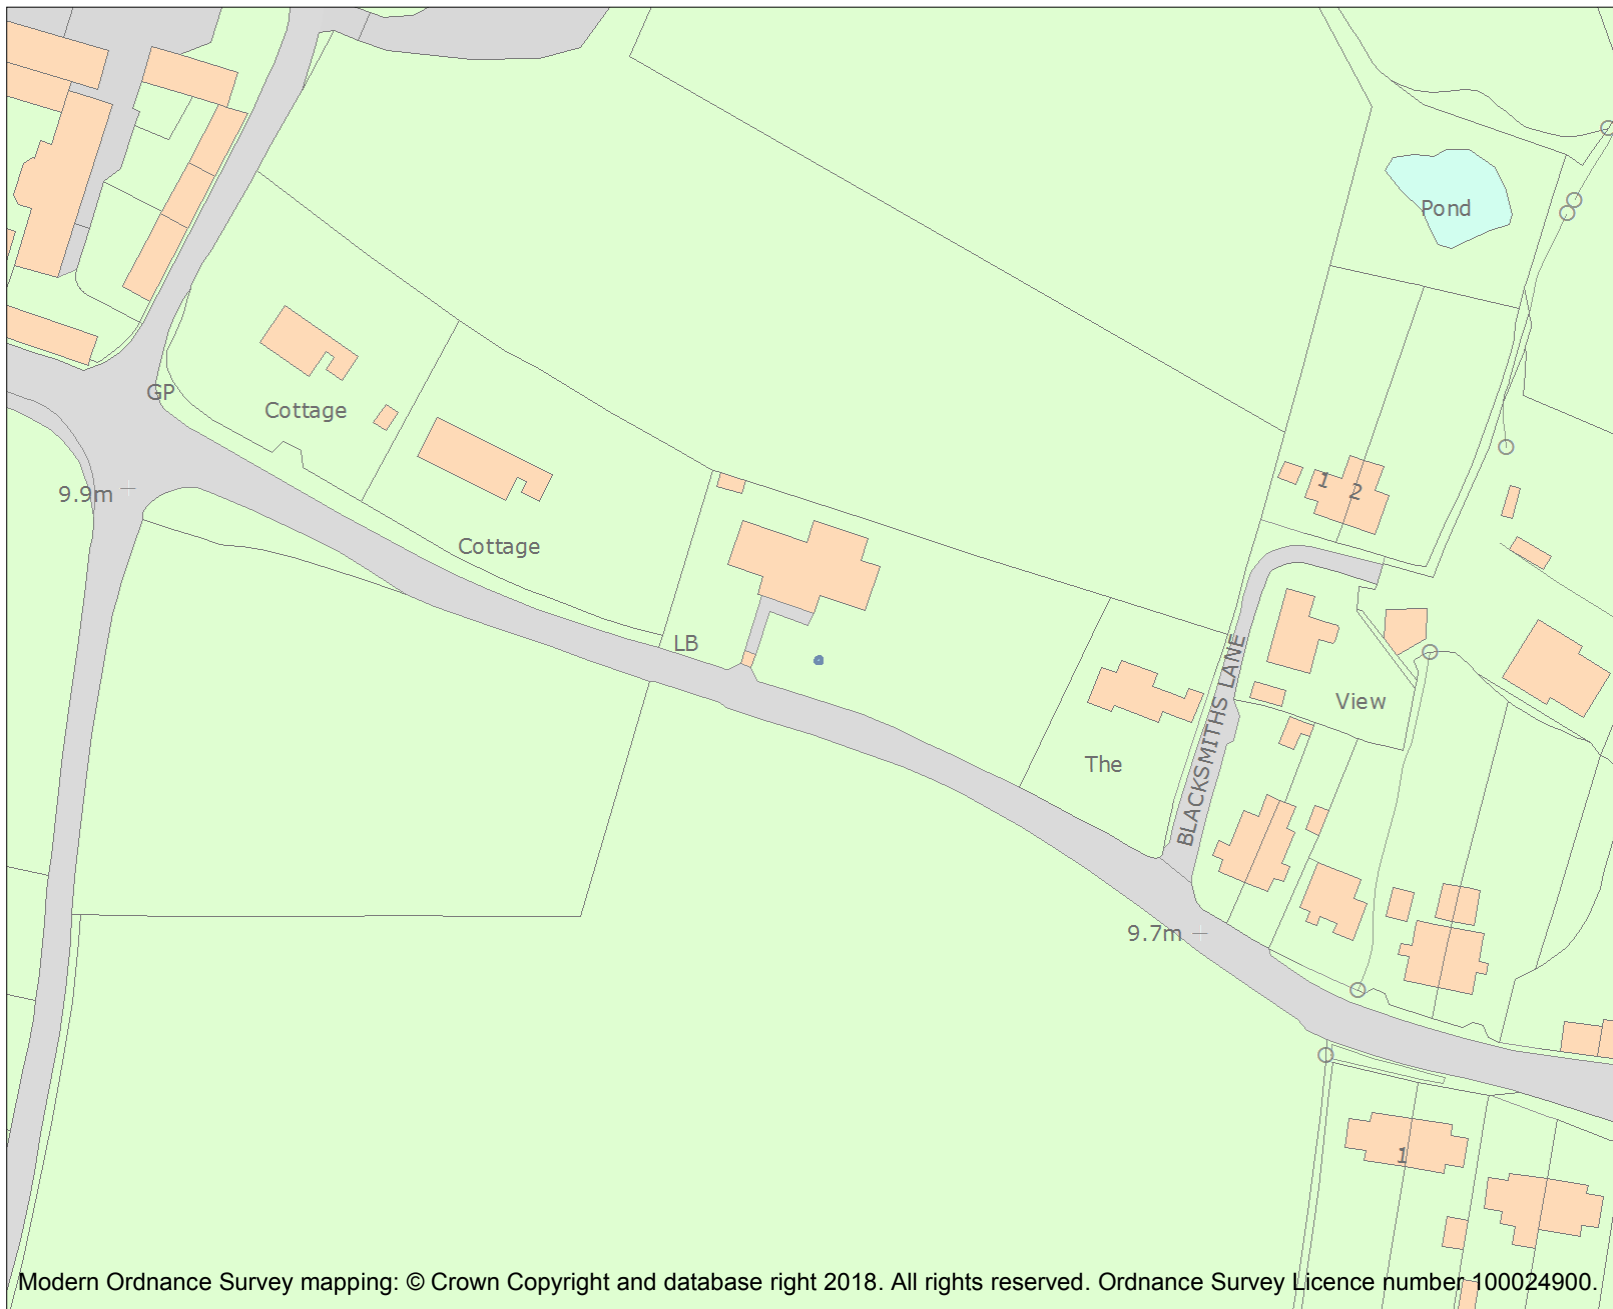 Pond
GP
Cottage
9.9m
1
2
Cottage
LB
BLACKSMITHS LANE
View
The
9.7m
1
Modern Ordnance Survey mapping: © Crown Copyright and database right 2018. All rights reserved. Ordnance Survey Licence number 100024900.